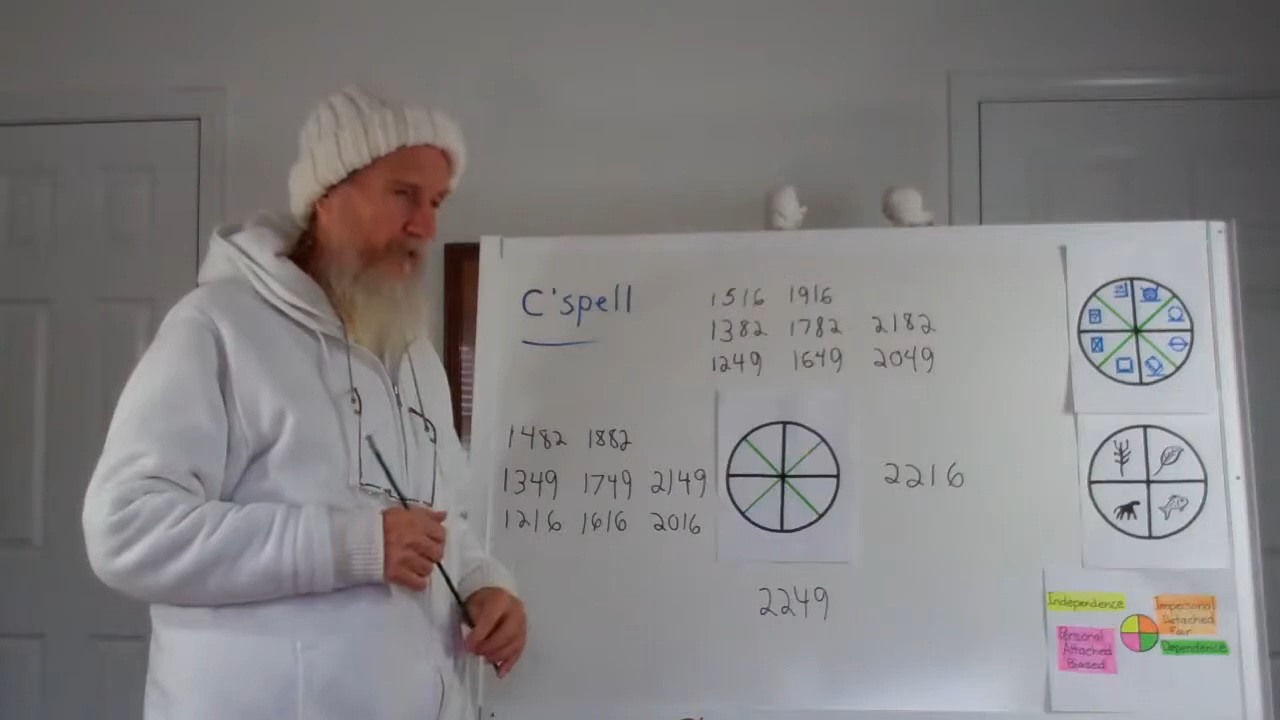 C'spell
1516 1916
1382 1782 2182
1249 1649 2049
1482 1882
1349 1749 2149
1216 1616 2016
2216
2249
Independence
Impersonal
Detached
Fair
Personal
Attached
Biased
Dependence